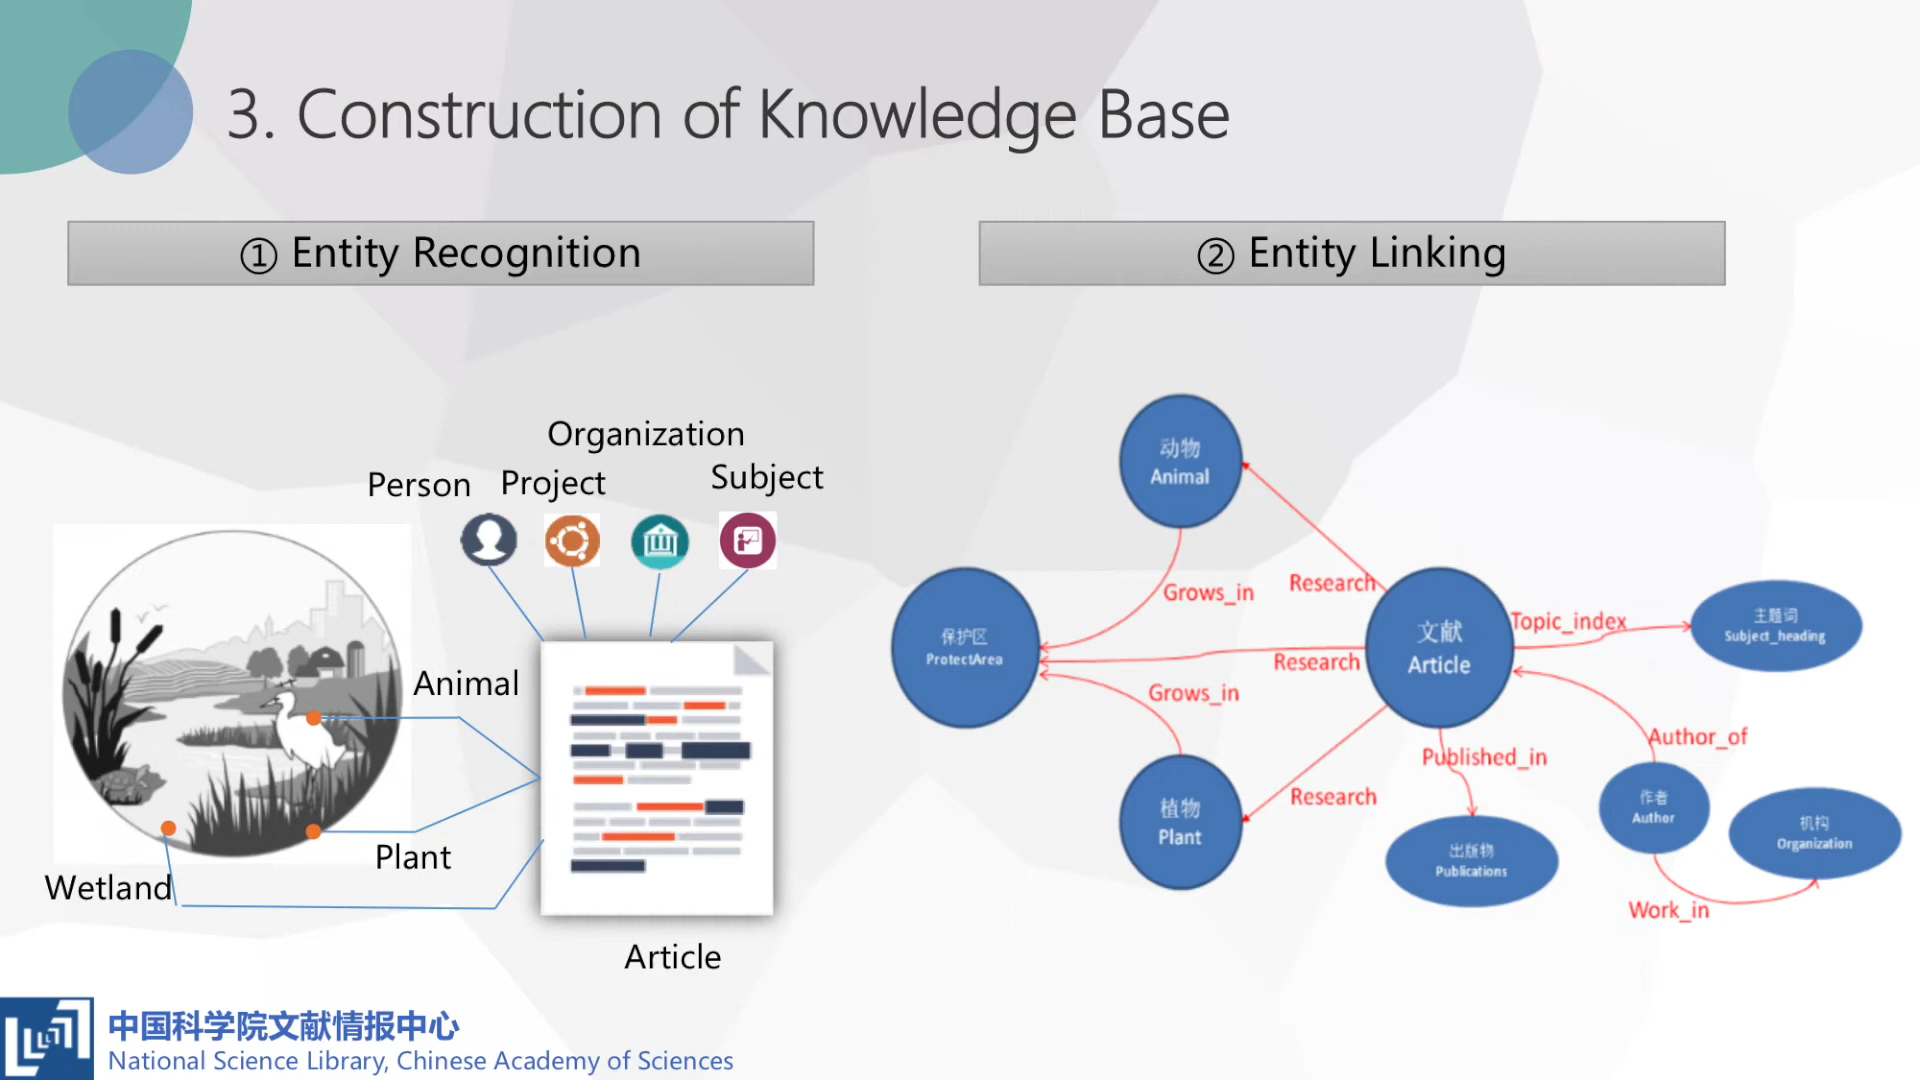 3. Construction of Knowledge Base
① Entity Recognition
Organization
Person
Project
Subject
Animal
Plant
Wetland
Article
② Entity Linking
动物
Animal
Grows_in
Research
保护区
ProtectArea
文献
Article
Topic_index
主题词
Subject_heading
Research
Grows_in
Author_of
Published_in
Research
植物
Plant
作者
Author
机构
Organization
出版物
Publications
Work_in
中国科学院文献情报中心
National Science Library, Chinese Academy of Sciences